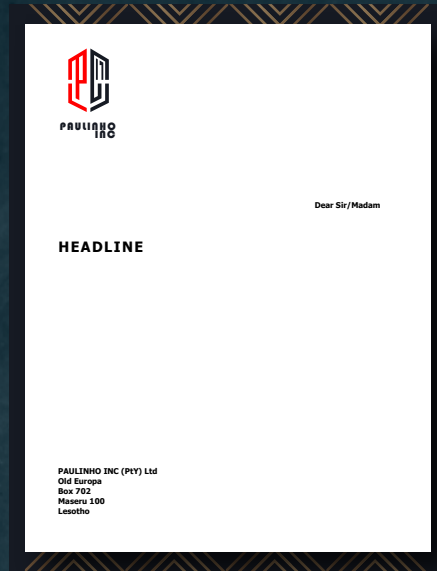 PAULINHO
INC
Dear Sir/Madam
HEADLINE
PAULINHO INC (PtY) Ltd
Old Europa
Box 702
Maseru 100
Lesotho